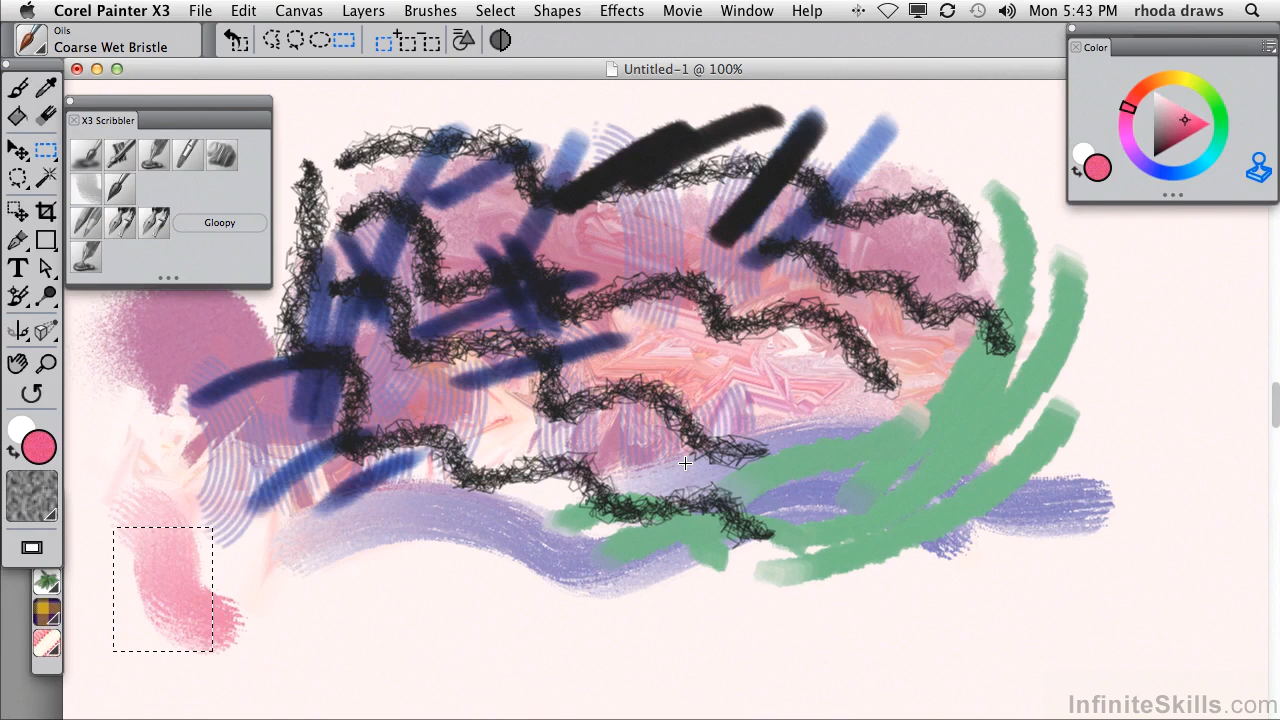 Corel Painter X3 File Edit Canvas Layers Brushes Select Shapes Effects Movie Window Help Mon 5:43 PM rhoda draws
Oils
Coarse Wet Bristle
Untitled-1 @ 100%
Color
X3 Scribbler
Gloopy
T
InfiniteSkills.com